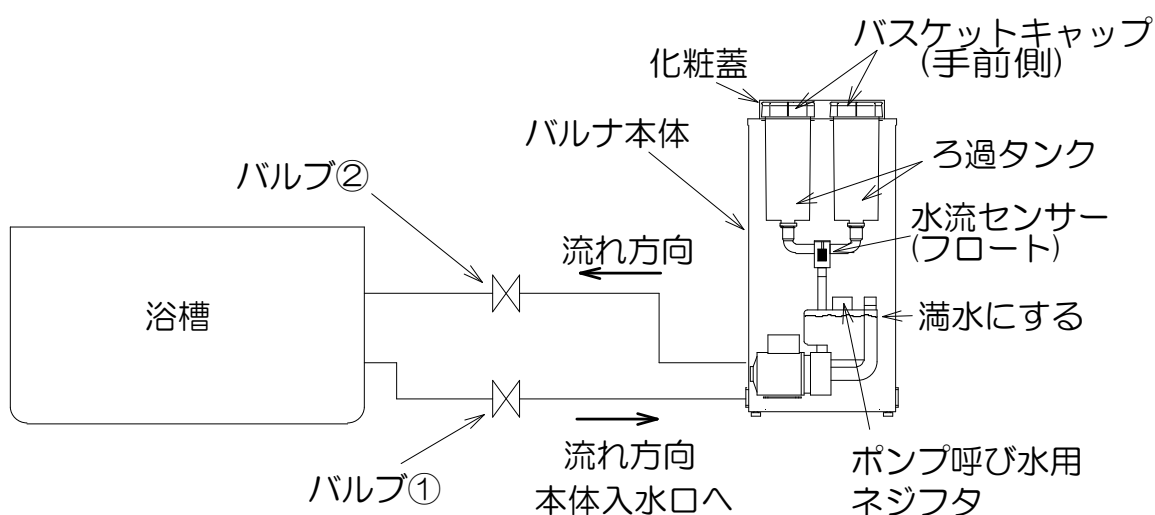 バスケットキャップ
(手前側)
化粧蓋
バルナ本体
ろ過タンク
バルブ②
水流センサー
(フロート)
流れ方向
浴槽
満水にする
流れ方向
本体入水口へ
バルブ①
ポンプ呼び水用
ネジフタ